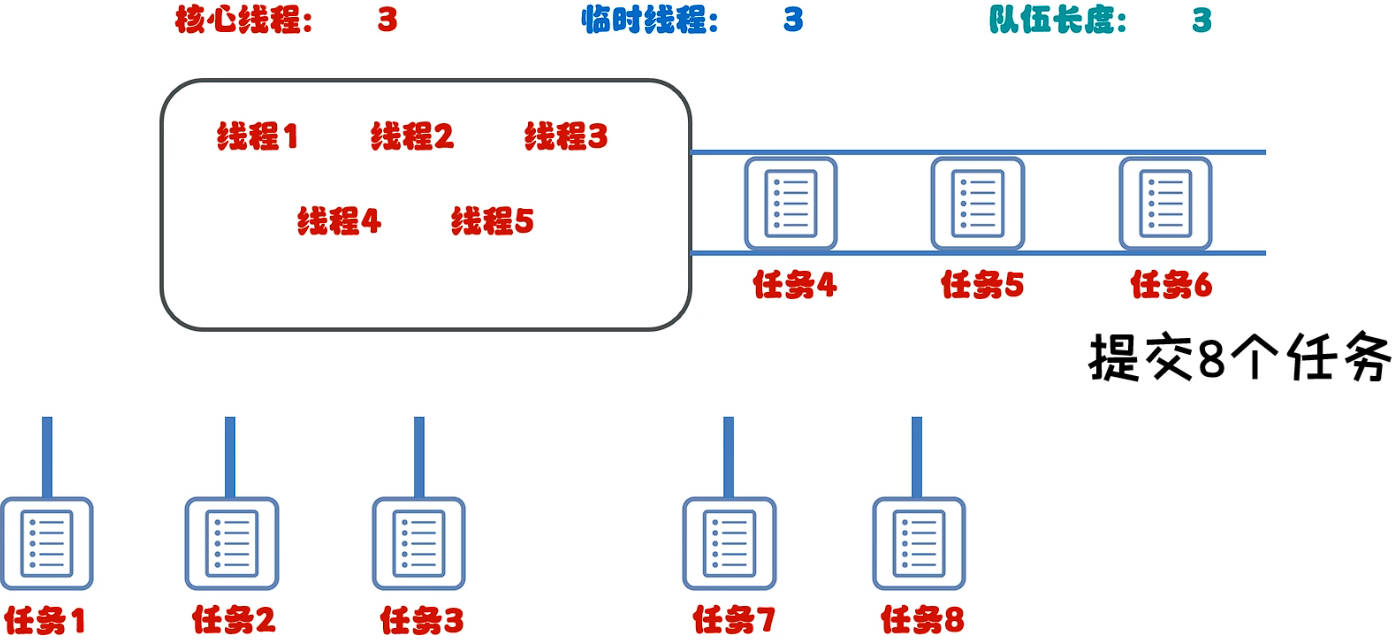 核心线程: 3 临时线程: 3 队伍长度: 3
线程1 线程2 线程3
线程4 线程5
任务4 任务5 任务6
提交8个任务
任务1 任务2 任务3 任务7 任务8